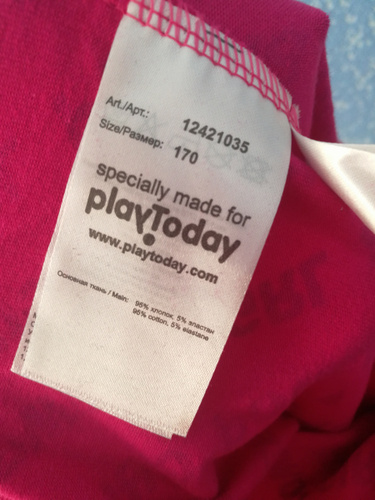 Art./Арт.: 12421035
Size/Размер: 170
specially made for
playToday
www.playtoday.com
Основная ткань / Main: 95% хлопок, 5% эластан
95% cotton, 5% elastane